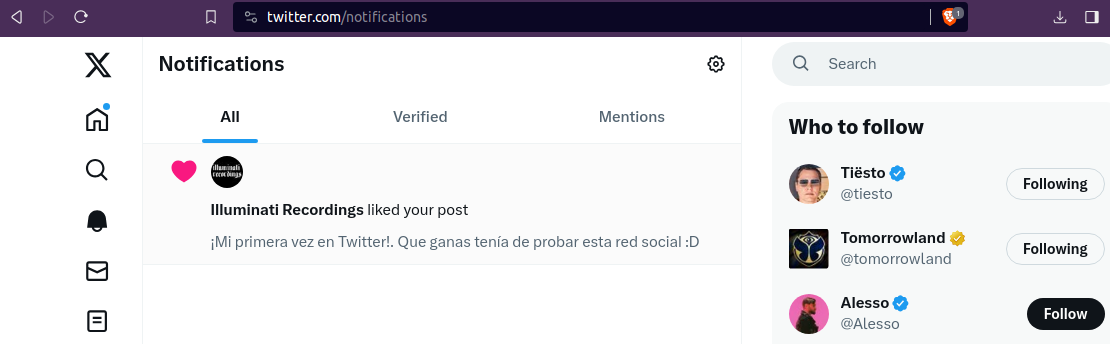 twitter.com/notifications
1
Notifications
Search
All
Verified
Mentions
Who to follow
illuminati
recordings
Illuminati Recordings liked your post
¡Mi primera vez en Twitter!. Que ganas tenía de probar esta red social :D
Tiësto
@tiesto
Following
Tomorrowland
@tomorrowland
Following
Alesso
@Alesso
Follow